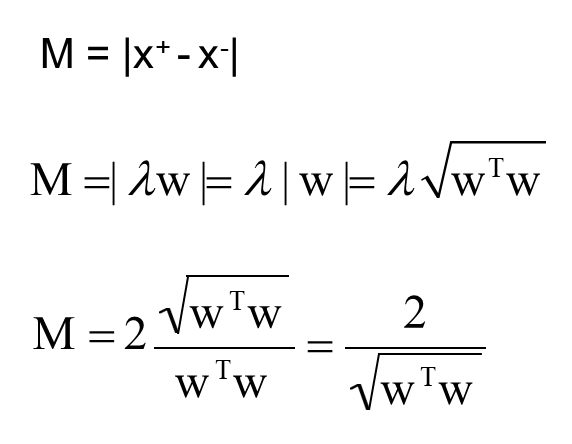 M = |x⁺ - x⁻|
M =| λw |= λ | w |= λ√(wᵀw)
M = 2 √(wᵀw) / wᵀw = 2 / √(wᵀw)